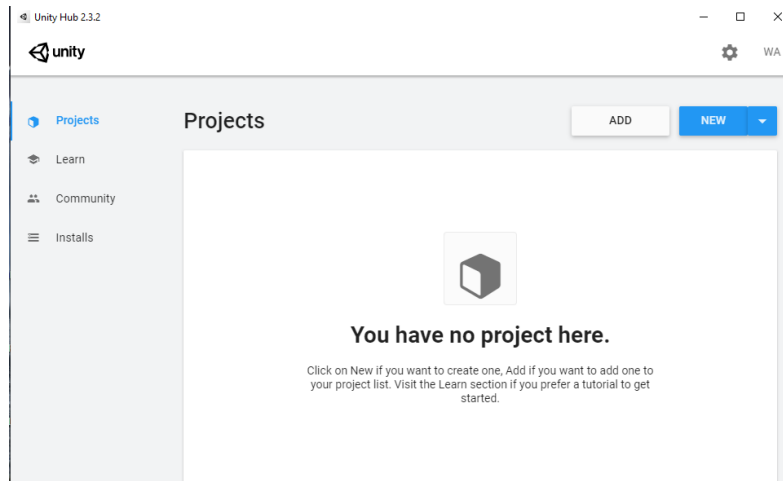 Unity Hub 2.3.2
unity
WA
Projects
Learn
Community
Installs
Projects
ADD
NEW
You have no project here.
Click on New if you want to create one, Add if you want to add one to
your project list. Visit the Learn section if you prefer a tutorial to get
started.